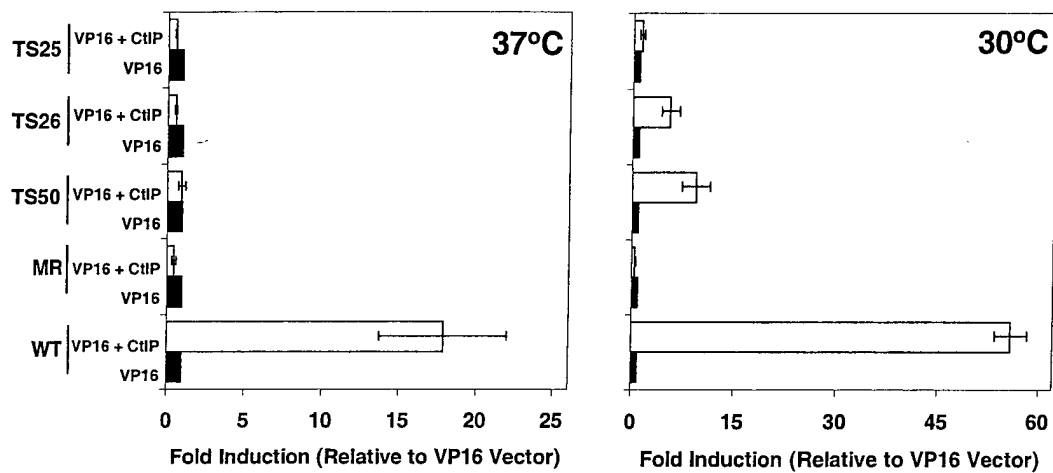 37ºC
TS25
VP16 + CtIP
VP16
TS26
VP16 + CtIP
VP16
TS50
VP16 + CtIP
VP16
MR
VP16 + CtIP
VP16
WT
VP16 + CtIP
VP16
0 5 10 15 20 25
Fold Induction (Relative to VP16 Vector)
30ºC
0 15 30 45 60
Fold Induction (Relative to VP16 Vector)